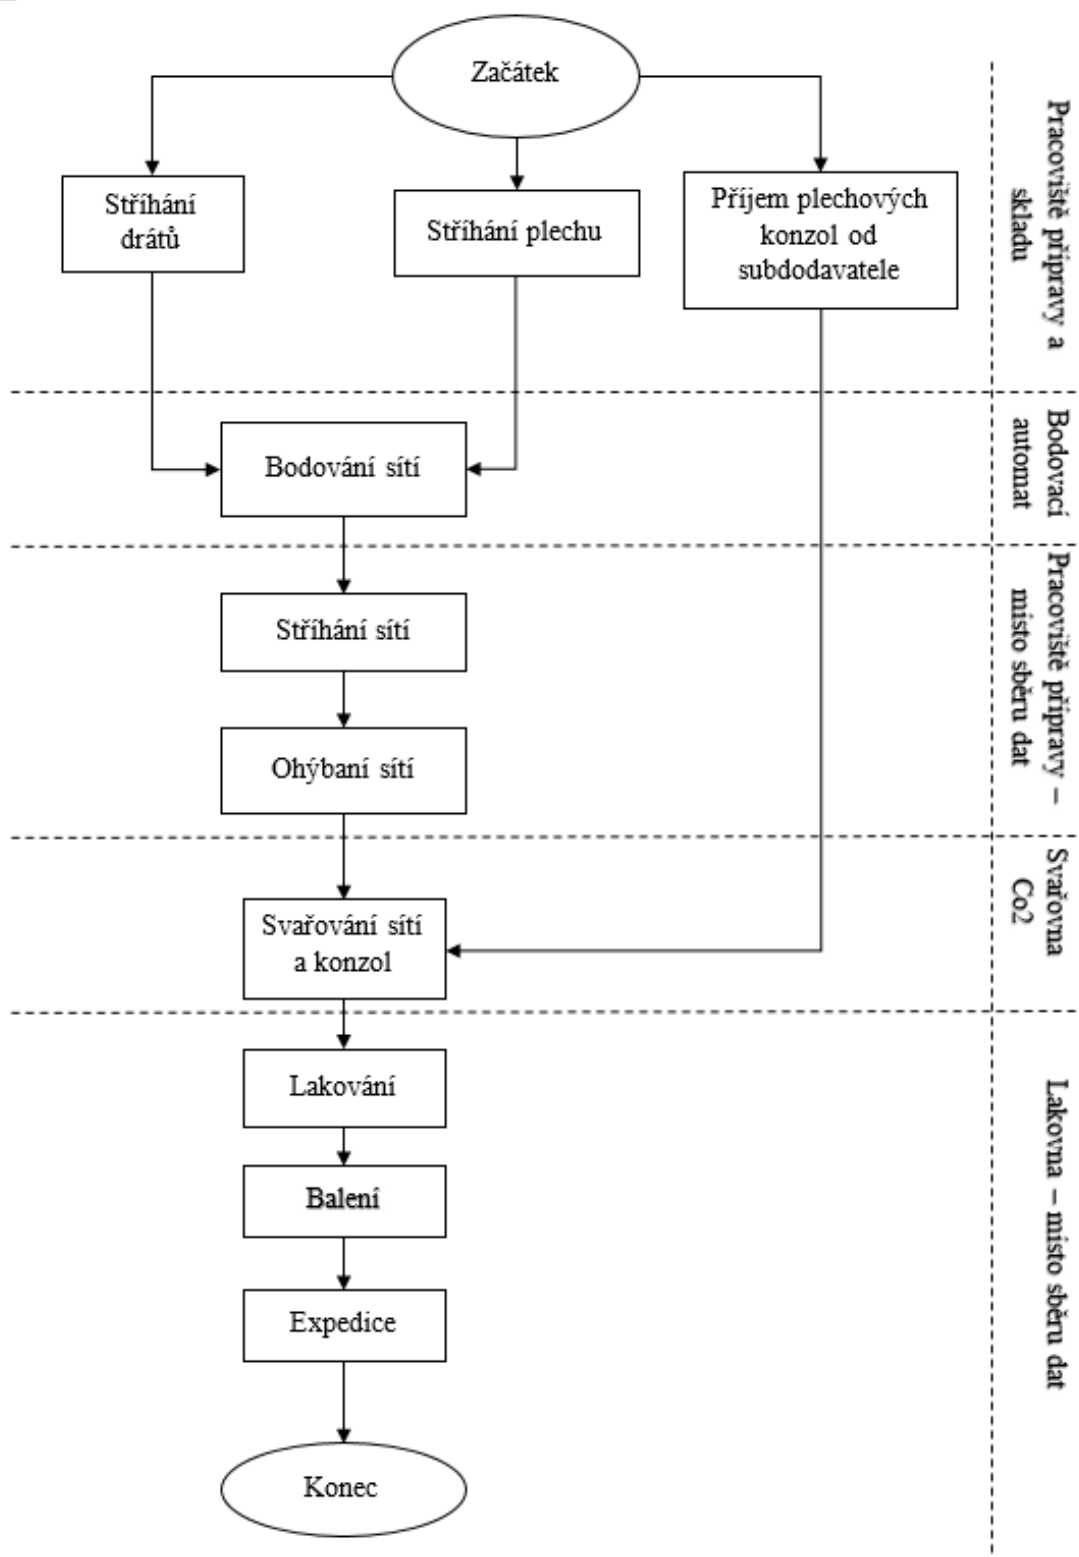 Začátek
Stříhání
drátů
Stříhání plechu
Příjem plechových
konzol od
subdodavatele
Pracoviště přípravy a
skladu
Bodování sítí
Bodovací
automat
Stříhání sítí
Ohýbaní sítí
Pracoviště přípravy –
místo sběru dat
Svařování sítí
a konzol
Svařovna
Co2
Lakování
Balení
Expedice
Konec
Lakovna – místo sběru dat